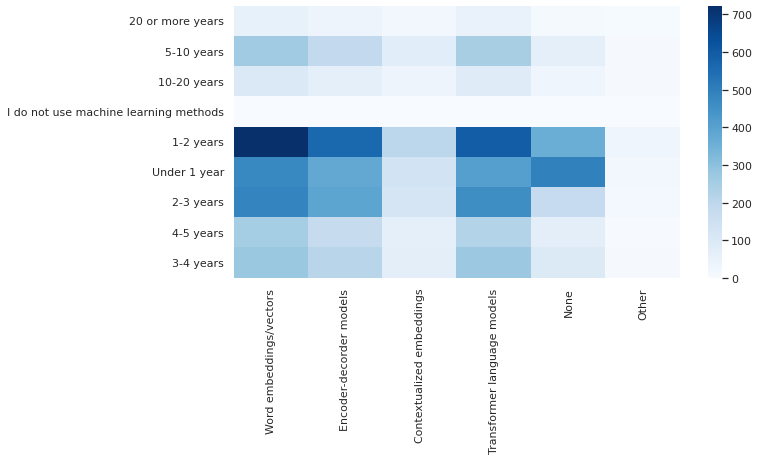 20 or more years
5-10 years
10-20 years
I do not use machine learning methods
1-2 years
Under 1 year
2-3 years
4-5 years
3-4 years
Word embeddings/vectors
Encoder-decorder models
Contextualized embeddings
Transformer language models
None
Other
700
600
500
400
300
200
100
0